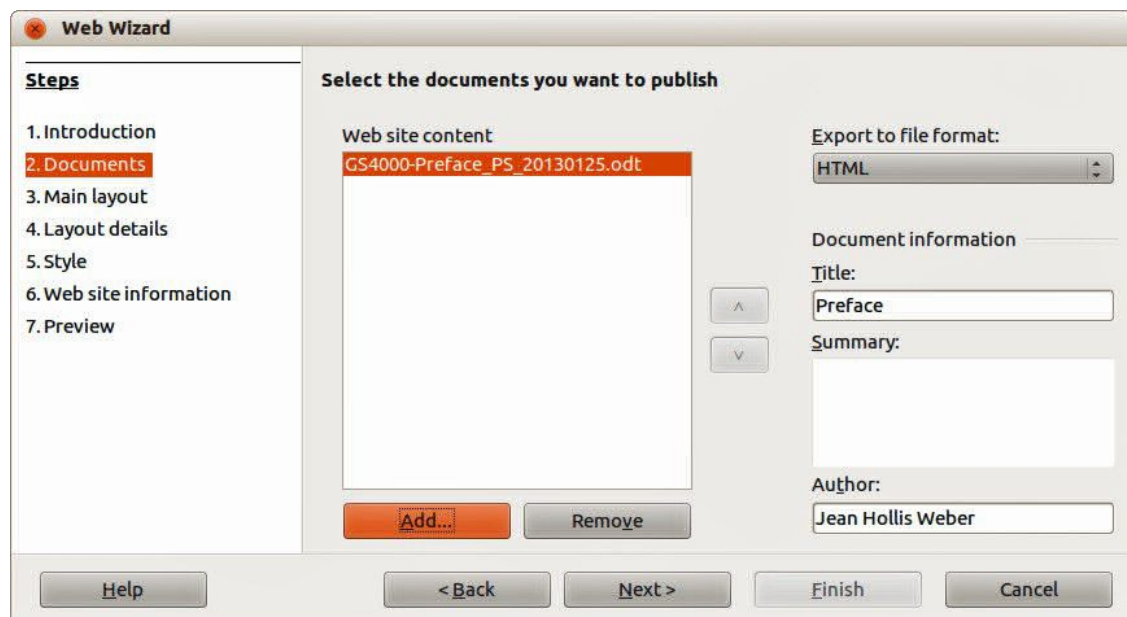 Web Wizard
Steps
1. Introduction
2. Documents
3. Main layout
4. Layout details
5. Style
6. Web site information
7. Preview
Select the documents you want to publish
Web site content
GS4000-Preface_PS_20130125.odt
Add...
Remove
Export to file format:
HTML
Document information
Title:
Preface
Summary:
Author:
Jean Hollis Weber
Help
< Back
Next >
Finish
Cancel